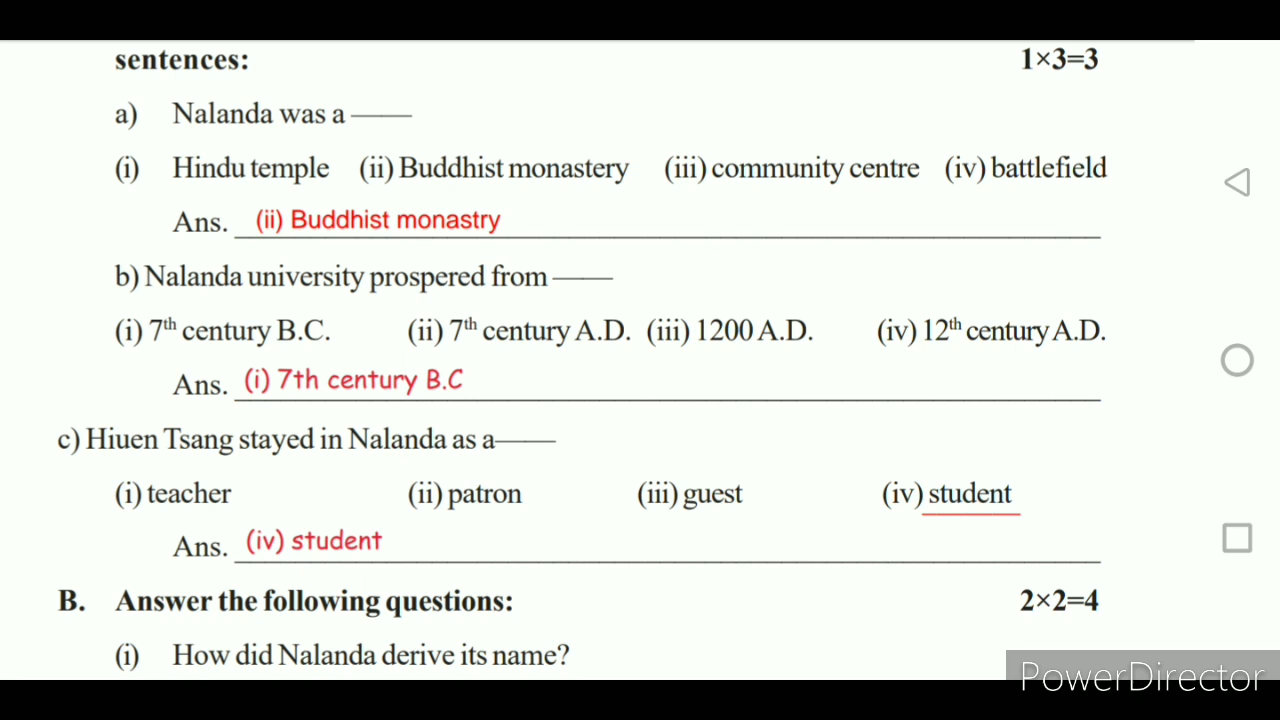 sentences: 1×3=3
a) Nalanda was a ——
(i) Hindu temple (ii) Buddhist monastery (iii) community centre (iv) battlefield
Ans. (ii) Buddhist monastry
b) Nalanda university prospered from ——
(i) 7th century B.C. (ii) 7th century A.D. (iii) 1200 A.D. (iv) 12th century A.D.
Ans. (i) 7th century B.C
c) Hiuen Tsang stayed in Nalanda as a——
(i) teacher (ii) patron (iii) guest (iv) student
Ans. (iv) student
B. Answer the following questions: 2×2=4
(i) How did Nalanda derive its name?
PowerDirector